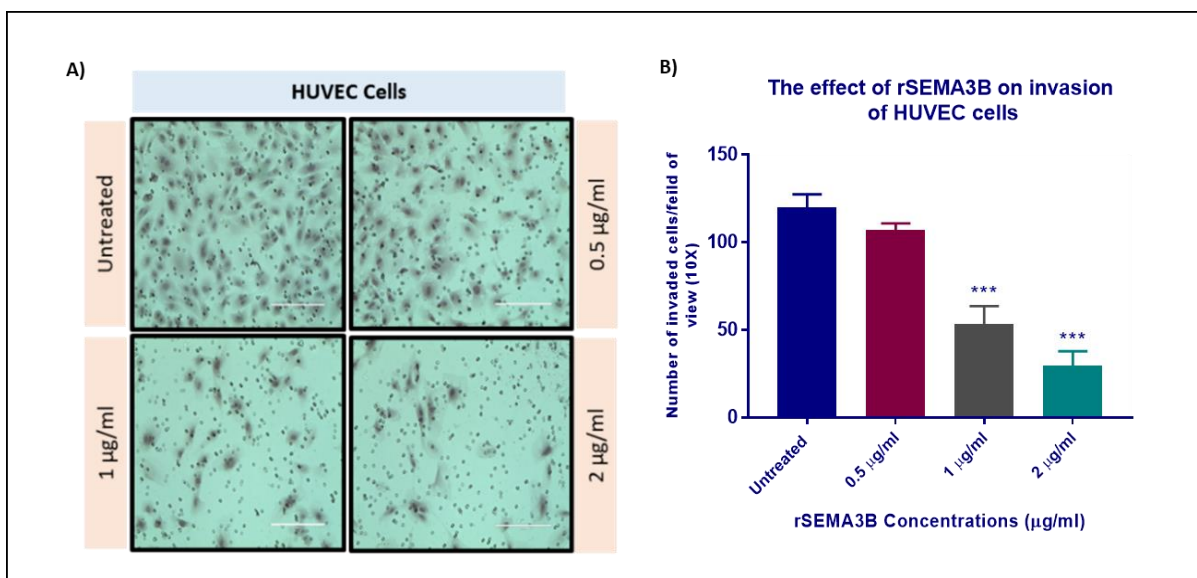 A)
HUVEC Cells
Untreated
0.5 µg/ml
1 µg/ml
2 µg/ml
B)
The effect of rSEMA3B on invasion
of HUVEC cells
Number of invaded cells/feild of
view (10X)
150
100
50
0
***
***
Untreated
0.5 µg/ml
1 µg/ml
2 µg/ml
rSEMA3B Concentrations (µg/ml)